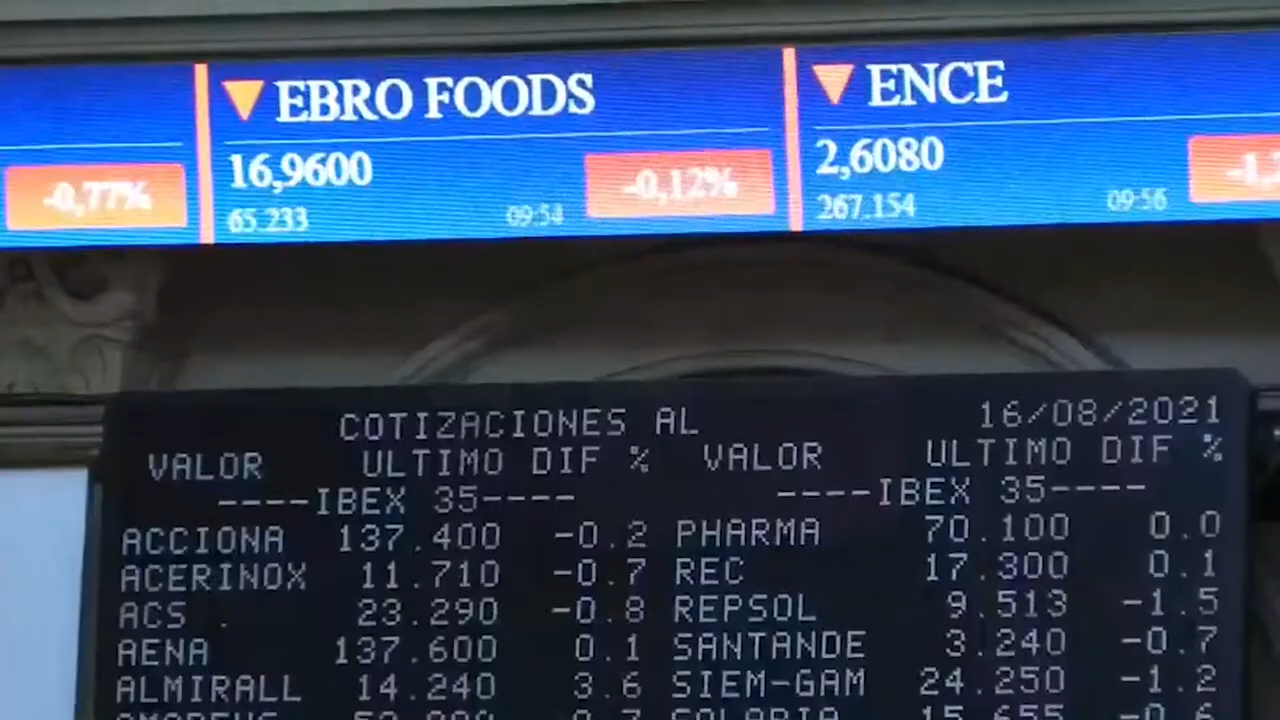 ▼ EBRO FOODS
▼ ENCE
-0,77%
16,9600
-0,12%
2,6080
65.233
09:54
267.154
09:56
COTIZACIONES AL 16/08/2021
VALOR ULTIMO DIF % VALOR ULTIMO DIF %
----IBEX 35---- ----IBEX 35----
ACCIONA 137.400 -0.2 PHARMA 70.100 0.0
ACERINOX 11.710 -0.7 REC 17.300 0.1
ACS . 23.290 -0.8 REPSOL 9.513 -1.5
AENA 137.600 0.1 SANTANDE 3.240 -0.7
ALMIRALL 14.240 3.6 SIEM-GAM 24.250 -1.2